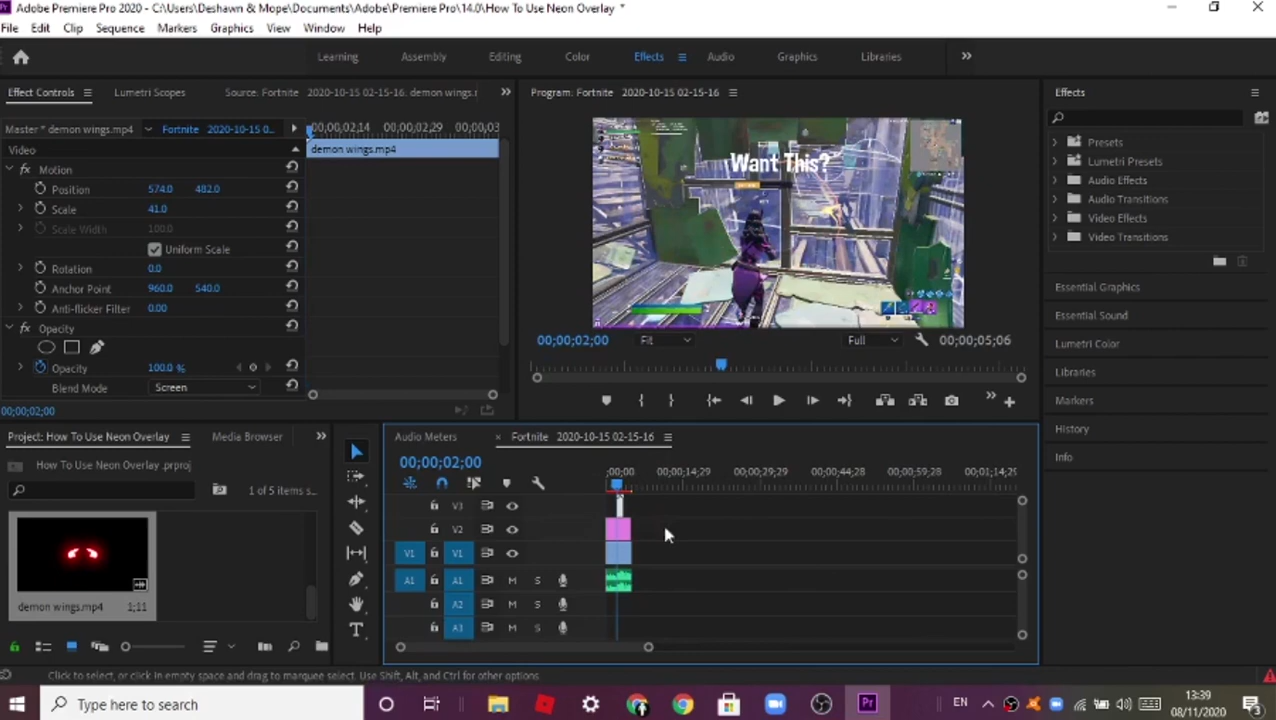 Adobe Premiere Pro 2020 - C:\Users\Deshawn & Mope\Documents\Adobe\Premiere Pro\14.0\How To Use Neon Overlay *
File Edit Clip Sequence Markers Graphics View Window Help
Learning Assembly Editing Color Effects Audio Graphics Libraries
Effect Controls Lumetri Scopes Source: Fortnite 2020-10-15 02-15-16: demon wings.r
Master * demon wings.mp4 Fortnite 2020-10-15 0...
00;00;02;14 00;00;02;29 00;00;03
Video
demon wings.mp4
Motion
Position 574.0 482.0
Scale 41.0
Scale Width 100.0
Uniform Scale
Rotation 0.0
Anchor Point 960.0 540.0
Anti-flicker Filter 0.00
Opacity
Opacity 100.0 %
Blend Mode Screen
00;00;02;00
Program: Fortnite 2020-10-15 02-15-16
Want This?
00;00;02;00 Fit Full 00;00;05;06
Effects
Presets
Lumetri Presets
Audio Effects
Audio Transitions
Video Effects
Video Transitions
Essential Graphics
Essential Sound
Lumetri Color
Libraries
Markers
History
Info
Project: How To Use Neon Overlay Media Browser
How To Use Neon Overlay .prproj
1 of 5 items s...
demon wings.mp4 1;11
Audio Meters × Fortnite 2020-10-15 02-15-16
00;00;02;00
;00;00 00;00;14;29 00;00;29;29 00;00;44;28 00;00;59;28 00;01;14;29
V3
V2
V1 V1
A1 A1 M S
A2 M S
A3 M S
Click to select, or click in empty space and drag to marquee select. Use Shift, Alt, and Ctrl for other options.
Type here to search
EN
13:39
08/11/2020
3